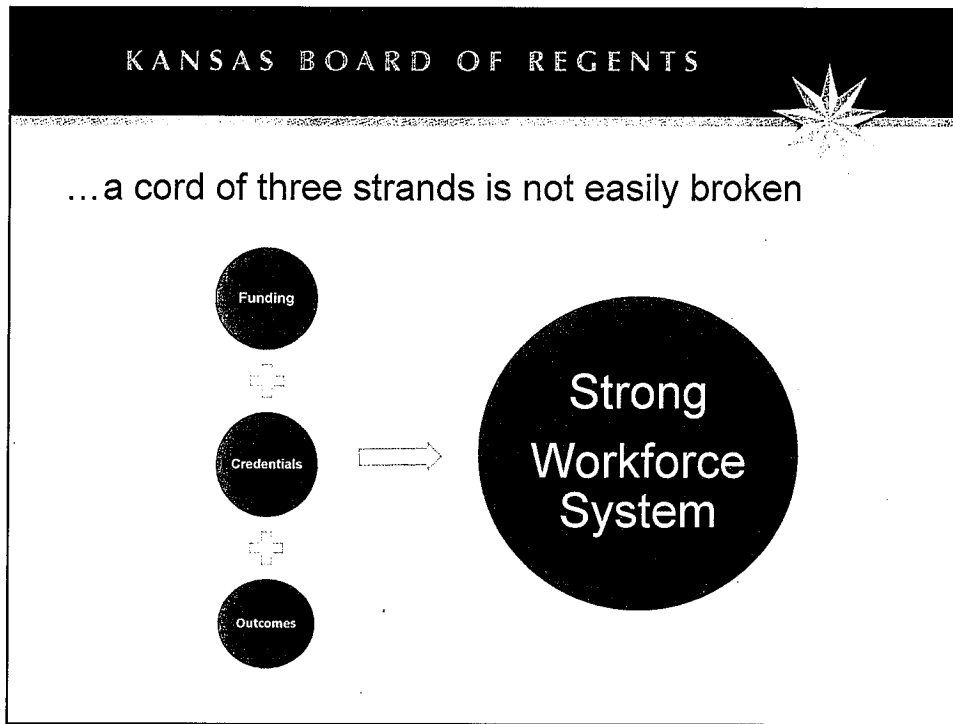 KANSAS BOARD OF REGENTS
...a cord of three strands is not easily broken
Funding
Credentials
Outcomes
Strong
Workforce
System